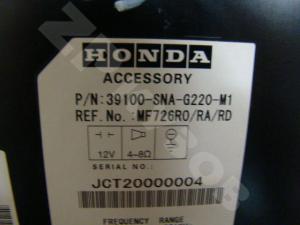 HONDA
ACCESSORY
P/N:39100-SNA-G220-M1
REF.No.:MF726R0/RA/RD
12V 4-8Ω
SERIAL NO.:
JCT20000004
FREQUENCY RANGE